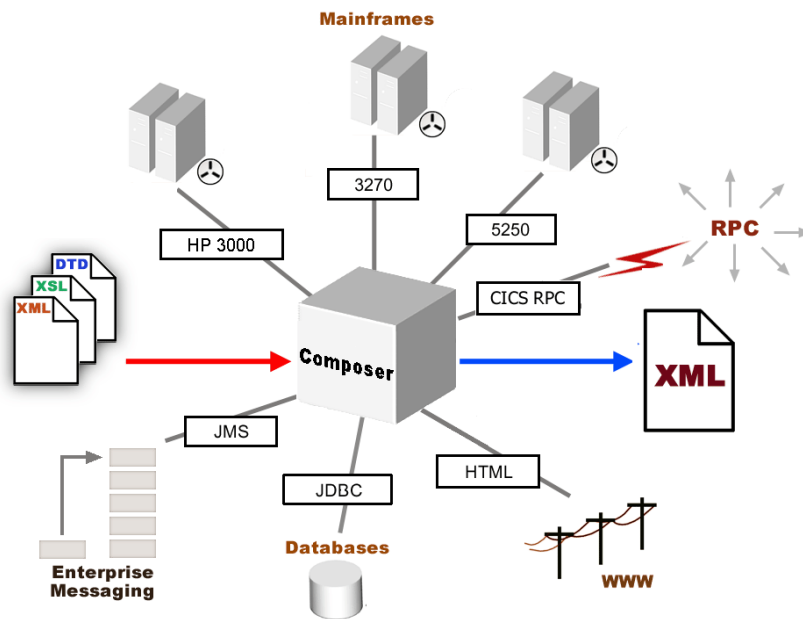 Mainframes
3270
HP 3000
5250
RPC
CICS RPC
DTD
XSL
XML
Composer
XML
JMS
HTML
JDBC
Databases
Enterprise
Messaging
WWW